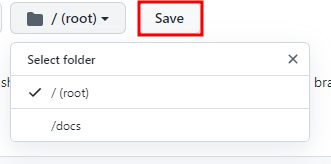 / (root)
Save
Select folder
/ (root)
/docs